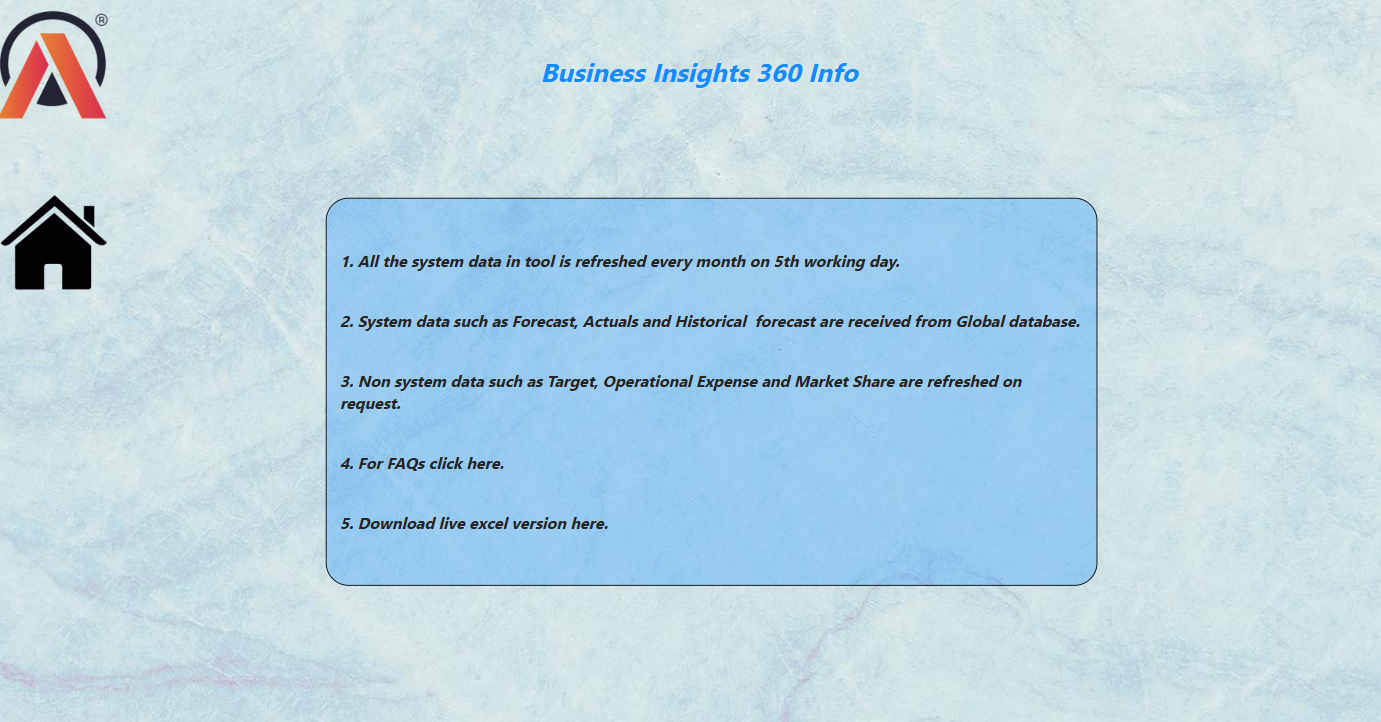 ®
Business Insights 360 Info
1. All the system data in tool is refreshed every month on 5th working day.
2. System data such as Forecast, Actuals and Historical  forecast are received from Global database.
3. Non system data such as Target, Operational Expense and Market Share are refreshed on
request.
4. For FAQs click here.
5. Download live excel version here.